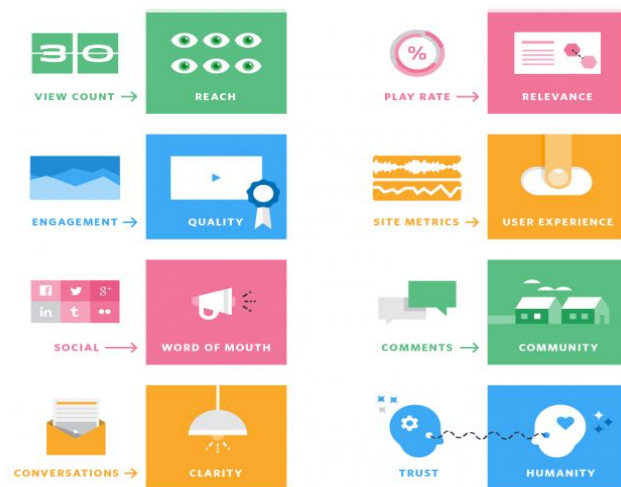 30
VIEW COUNT → REACH
% 
PLAY RATE → RELEVANCE
ENGAGEMENT → QUALITY
SITE METRICS → USER EXPERIENCE
f
g+
in t
SOCIAL → WORD OF MOUTH
COMMENTS → COMMUNITY
CONVERSATIONS → CLARITY
TRUST HUMANITY